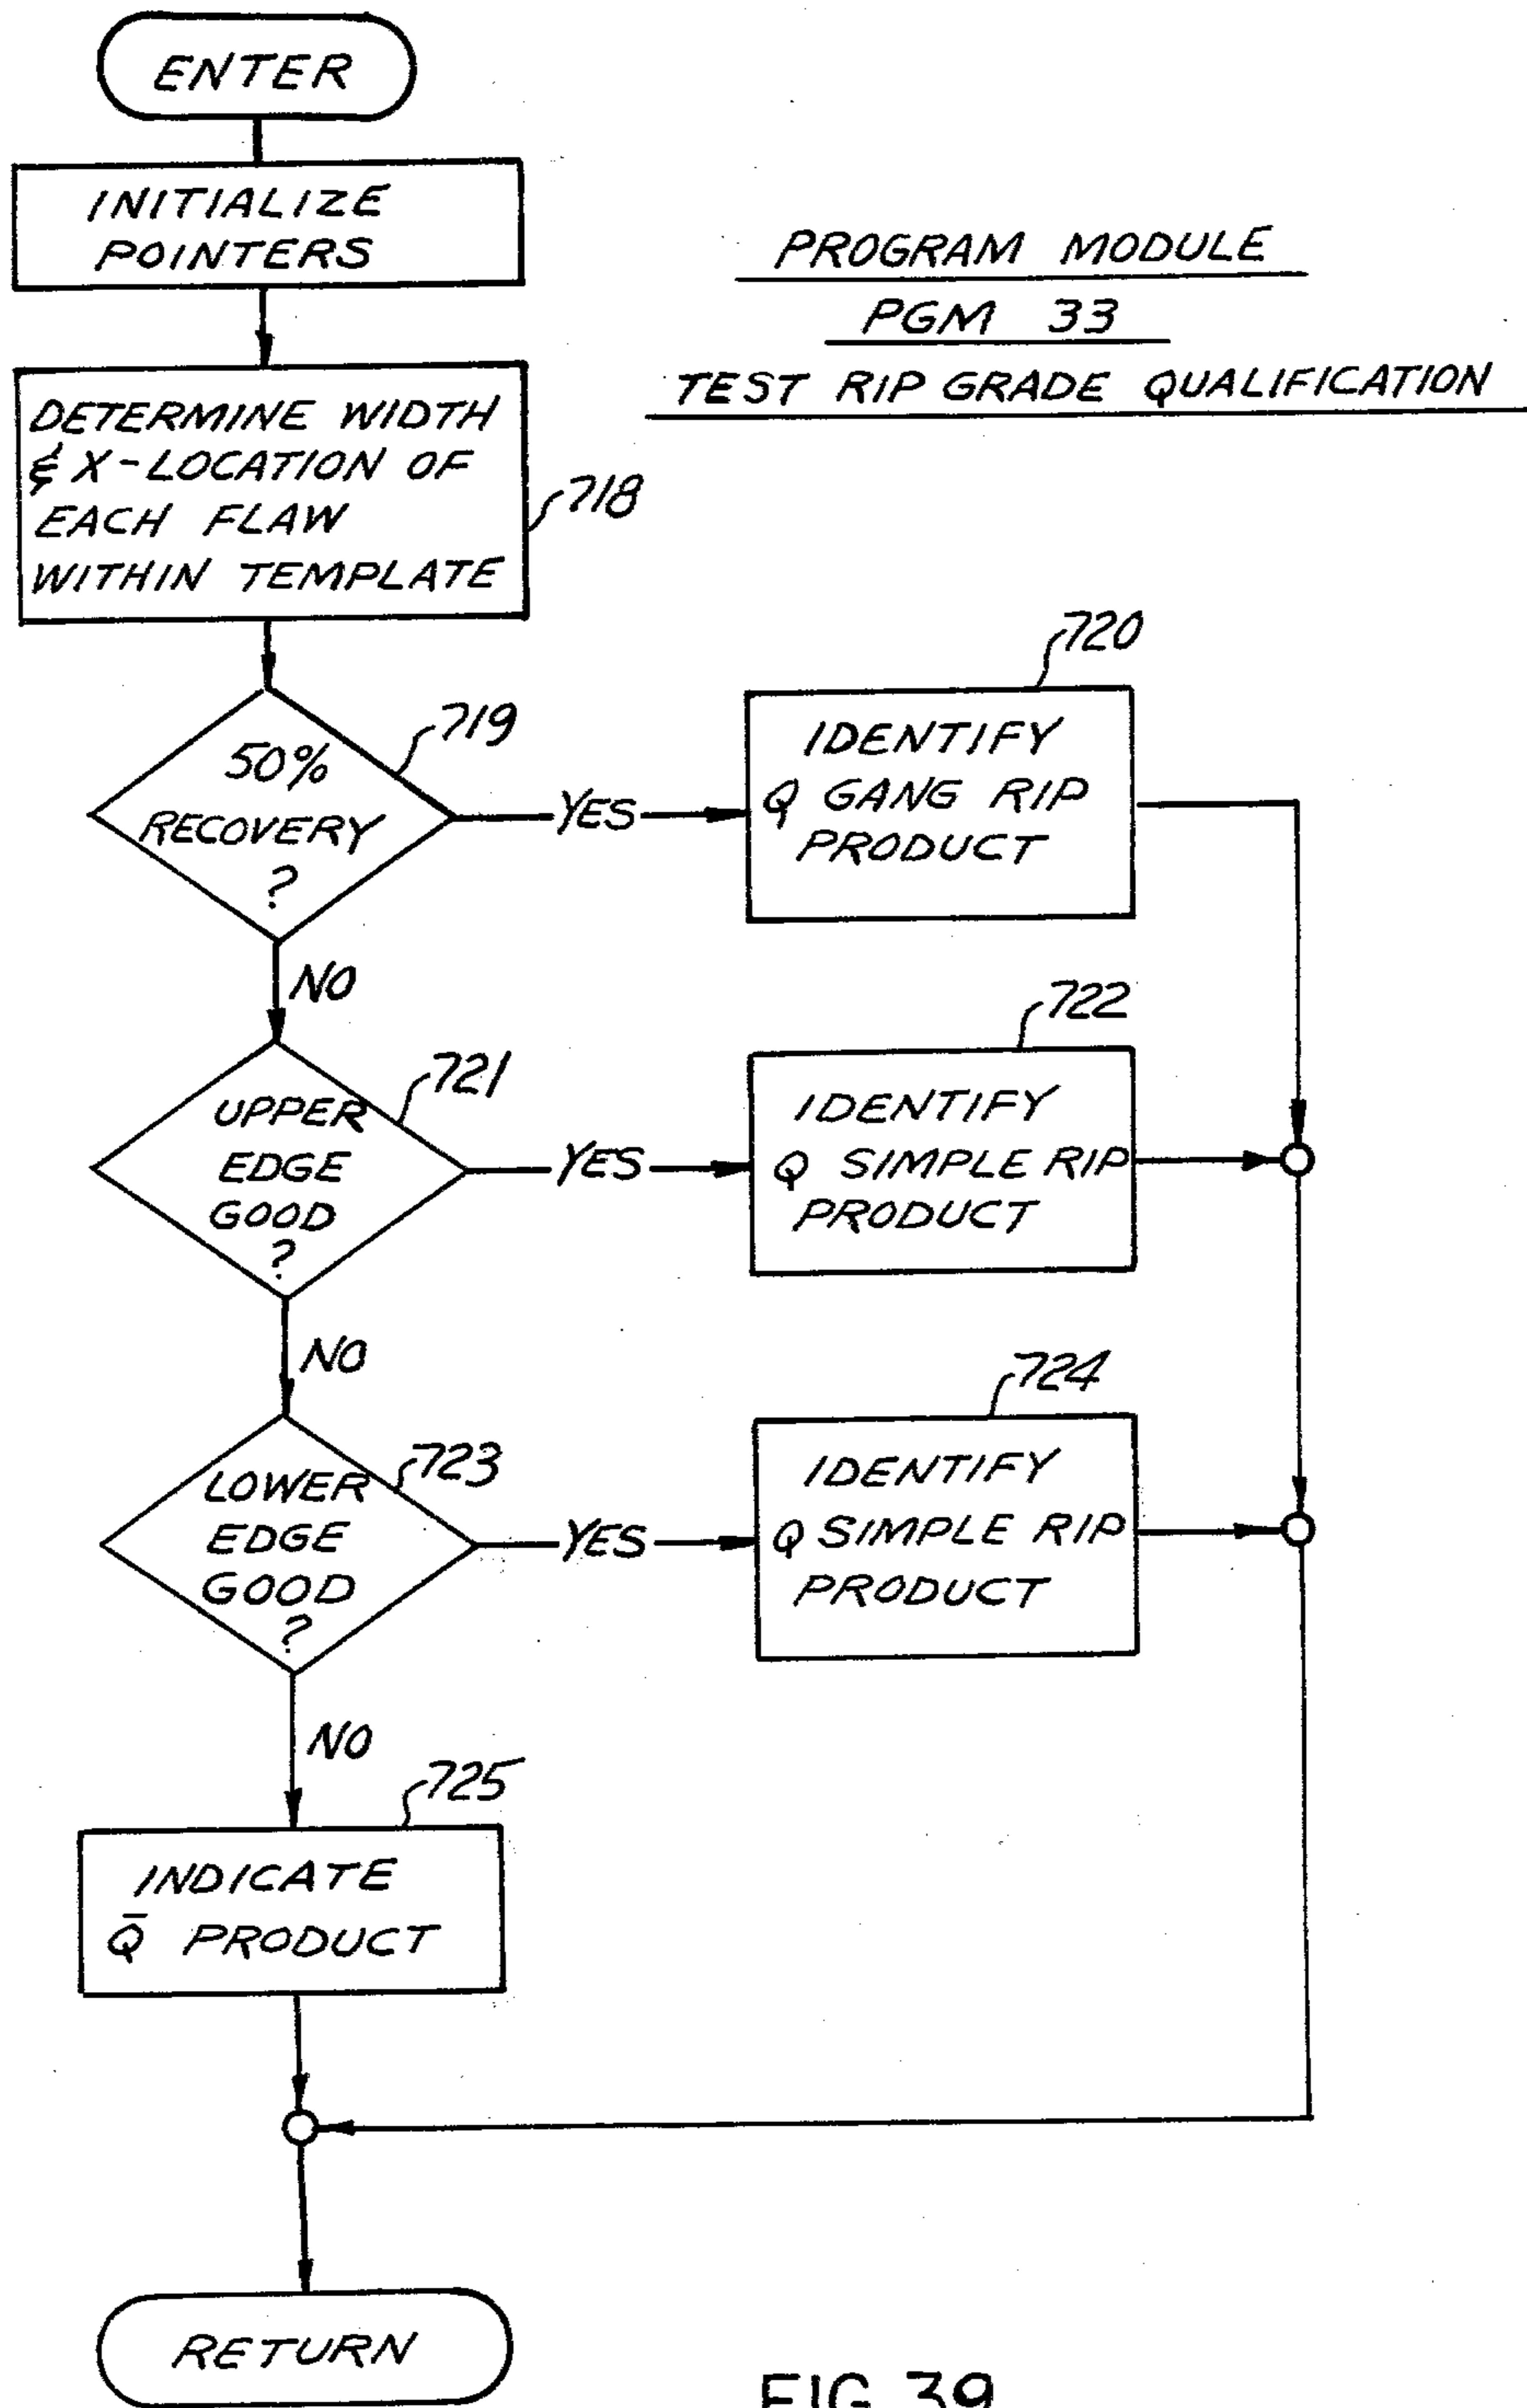 ENTER
INITIALIZE
POINTERS
PROGRAM MODULE
PGM 33
TEST RIP GRADE QUALIFICATION
DETERMINE WIDTH
& X-LOCATION OF
EACH FLAW
WITHIN TEMPLATE
718
50%
RECOVERY
?
719
YES
720
IDENTIFY
Q GANG RIP
PRODUCT
NO
UPPER
EDGE
GOOD
?
721
YES
722
IDENTIFY
Q SIMPLE RIP
PRODUCT
NO
LOWER
EDGE
GOOD
?
723
YES
724
IDENTIFY
Q SIMPLE RIP
PRODUCT
NO
725
INDICATE
Q̄ PRODUCT
RETURN
FIG. 39